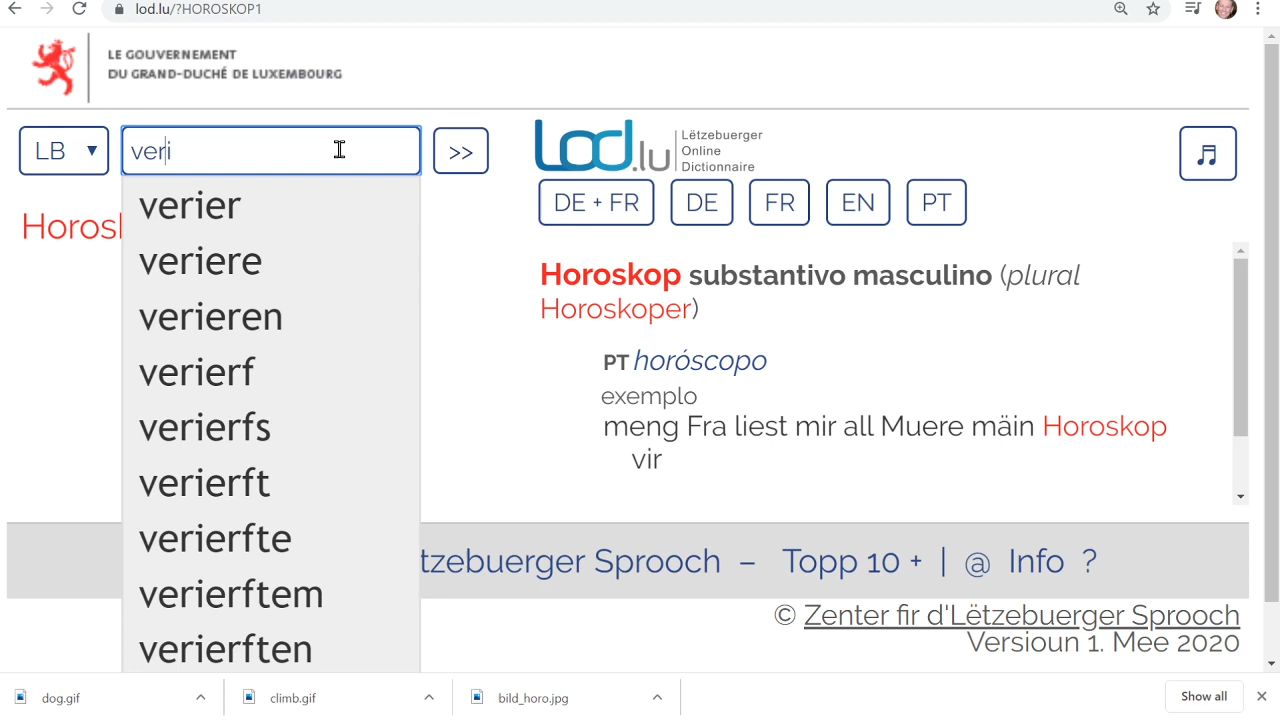 lod.lu/?HOROSKOP1
LE GOUVERNEMENT
DU GRAND-DUCHÉ DE LUXEMBOURG
LB ▼
veri
>>
Lod.lu
Lëtzebuerger
Online
Dictionnaire
DE + FR
DE
FR
EN
PT
verier
veriere
verieren
verierf
verierfs
verierft
verierfte
verierftem
verierften
Horosk
Horoskop substantivo masculino (plural
Horoskoper)
PT horóscopo
exemplo
meng Fra liest mir all Muere mäin Horoskop
vir
tzebuerger Sprooch – Topp 10 + | @ Info ?
© Zenter fir d'Lëtzebuerger Sprooch
Versioun 1. Mee 2020
dog.gif
climb.gif
bild_horo.jpg
Show all